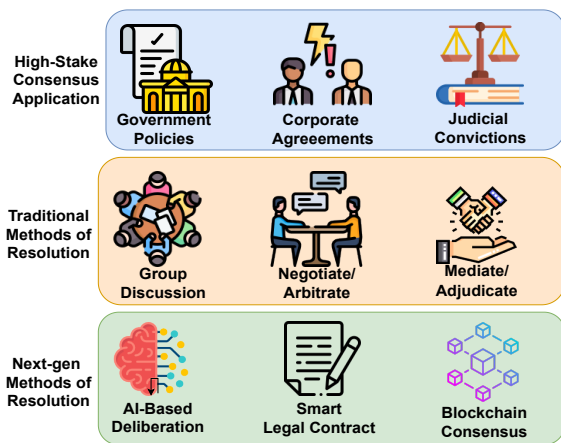 High-Stake
Consensus
Application
Government
Policies
Corporate
Agreeements
Judicial
Convictions
Traditional
Methods of
Resolution
Group
Discussion
Negotiate/
Arbitrate
Mediate/
Adjudicate
Next-gen
Methods of
Resolution
AI-Based
Deliberation
Smart
Legal Contract
Blockchain
Consensus